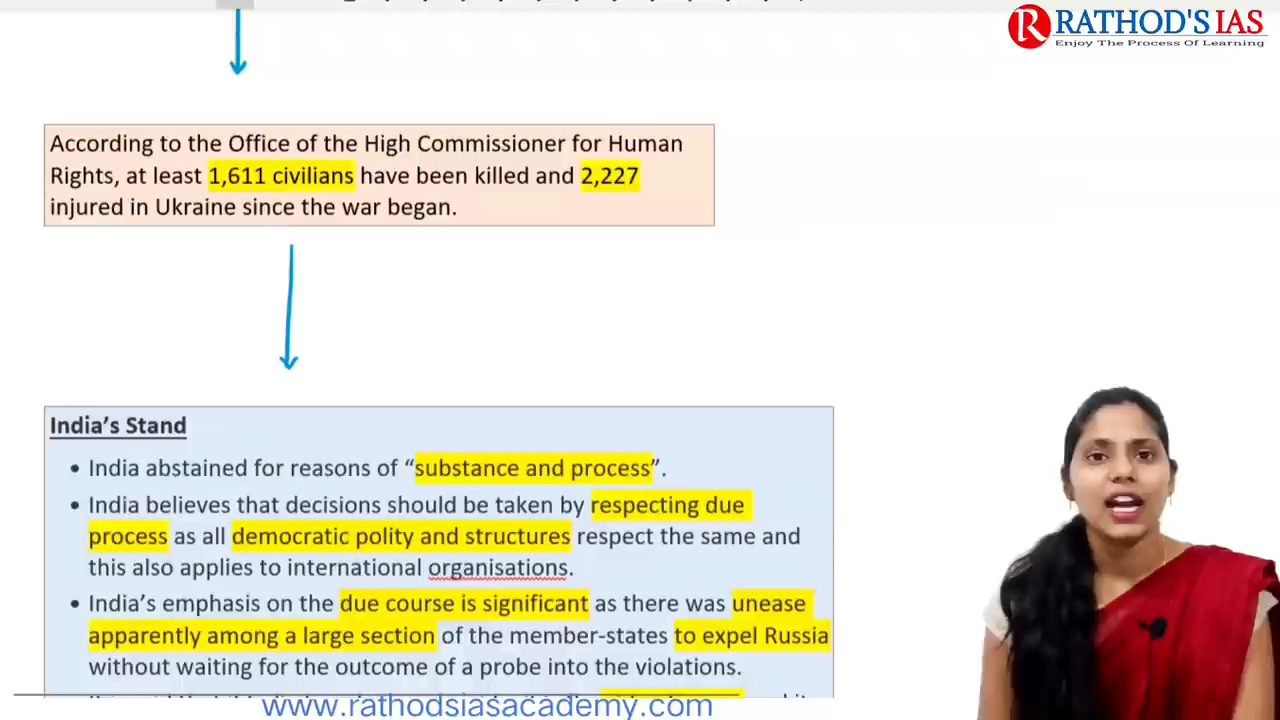 RATHOD'S IAS
Enjoy The Process Of Learning
According to the Office of the High Commissioner for Human
Rights, at least 1,611 civilians have been killed and 2,227
injured in Ukraine since the war began.
India’s Stand
• India abstained for reasons of “substance and process”.
• India believes that decisions should be taken by respecting due
process as all democratic polity and structures respect the same and
this also applies to international organisations.
• India’s emphasis on the due course is significant as there was unease
apparently among a large section of the member-states to expel Russia
without waiting for the outcome of a probe into the violations.
www.rathodsiasacademy.com